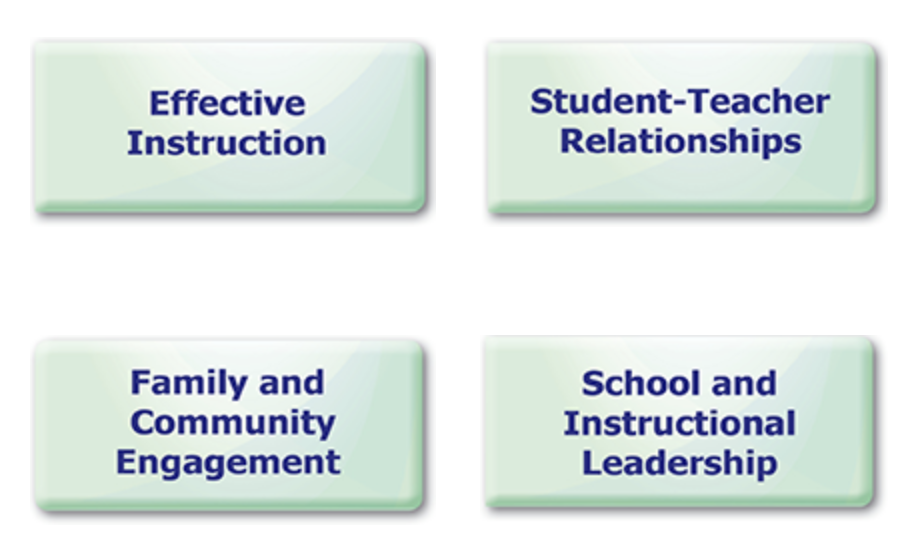 Effective
Instruction
Student-Teacher
Relationships
Family and
Community
Engagement
School and
Instructional
Leadership